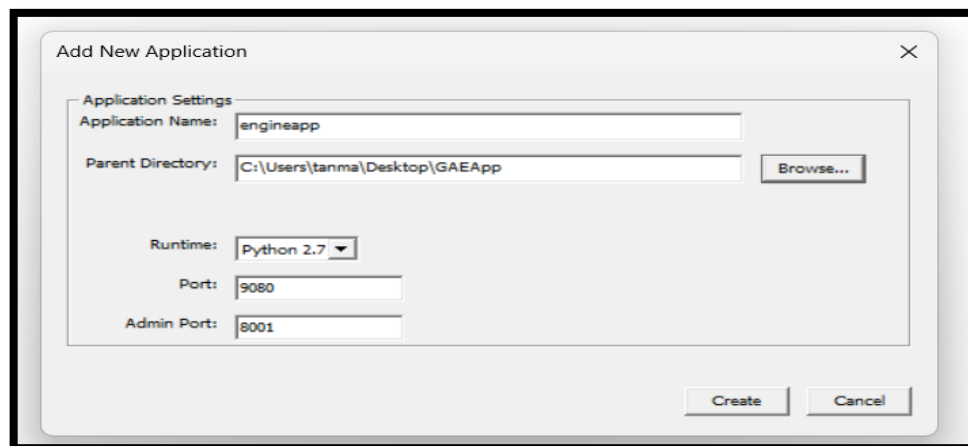 Add New Application
Application Settings
Application Name: engineapp
Parent Directory: C:\Users\tanma\Desktop\GAEApp Browse...
Runtime: Python 2.7
Port: 9080
Admin Port: 8001
Create Cancel